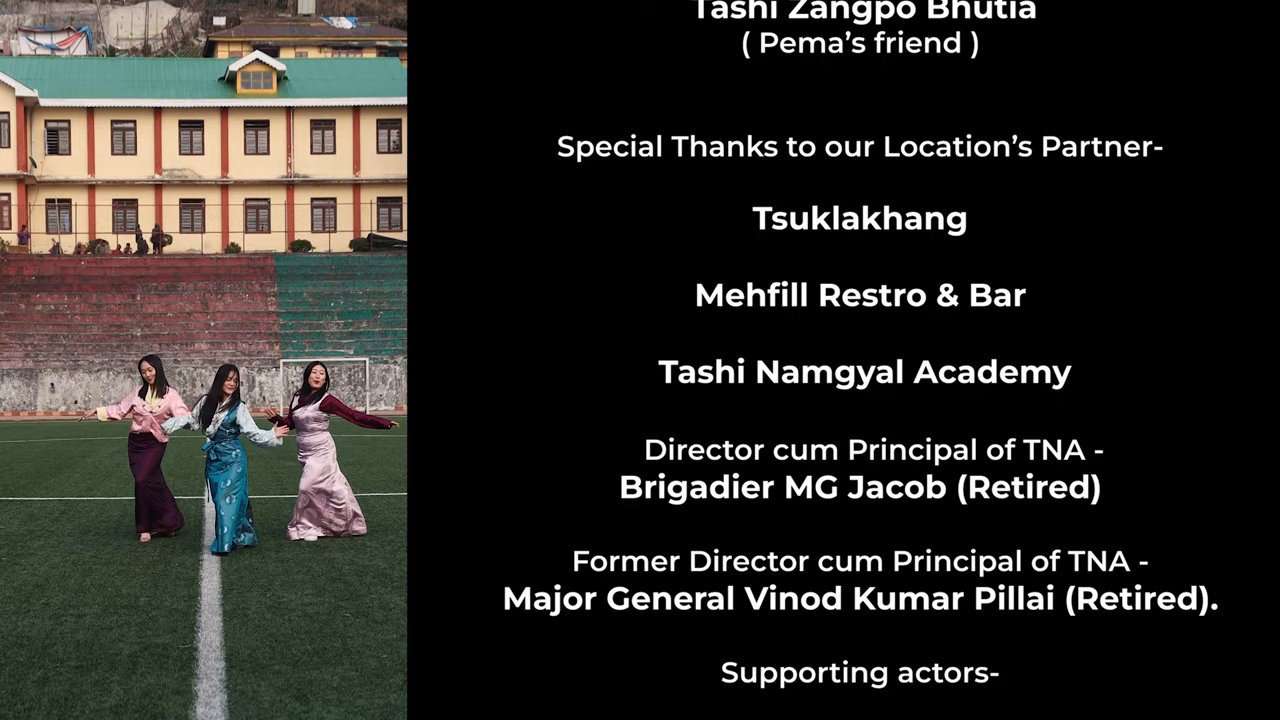 Tashi Zangpo Bhutia
( Pema’s friend )
Special Thanks to our Location’s Partner-
Tsuklakhang
Mehfill Restro & Bar
Tashi Namgyal Academy
Director cum Principal of TNA -
Brigadier MG Jacob (Retired)
Former Director cum Principal of TNA -
Major General Vinod Kumar Pillai (Retired).
Supporting actors-